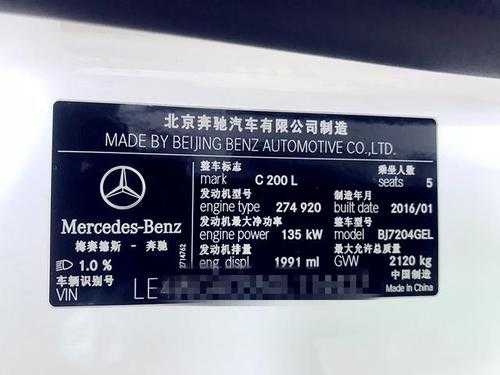 北京奔驰汽车有限公司制造
MADE BY BEIJING BENZ AUTOMOTIVE CO.,LTD.
整车标志 乘坐人数
mark C 200 L seats 5
发动机型号 制造年月
engine type 274 920 built date 2016/01
发动机最大净功率 整车型号
engine power 135 kW model BJ7204GEL
发动机排量 最大允许总质量
eng. displ. 1991 ml GVW 2120 kg
Mercedes-Benz
梅赛德斯 - 奔驰
1.0 %
车辆识别号 中国制造
VIN LE Made in China